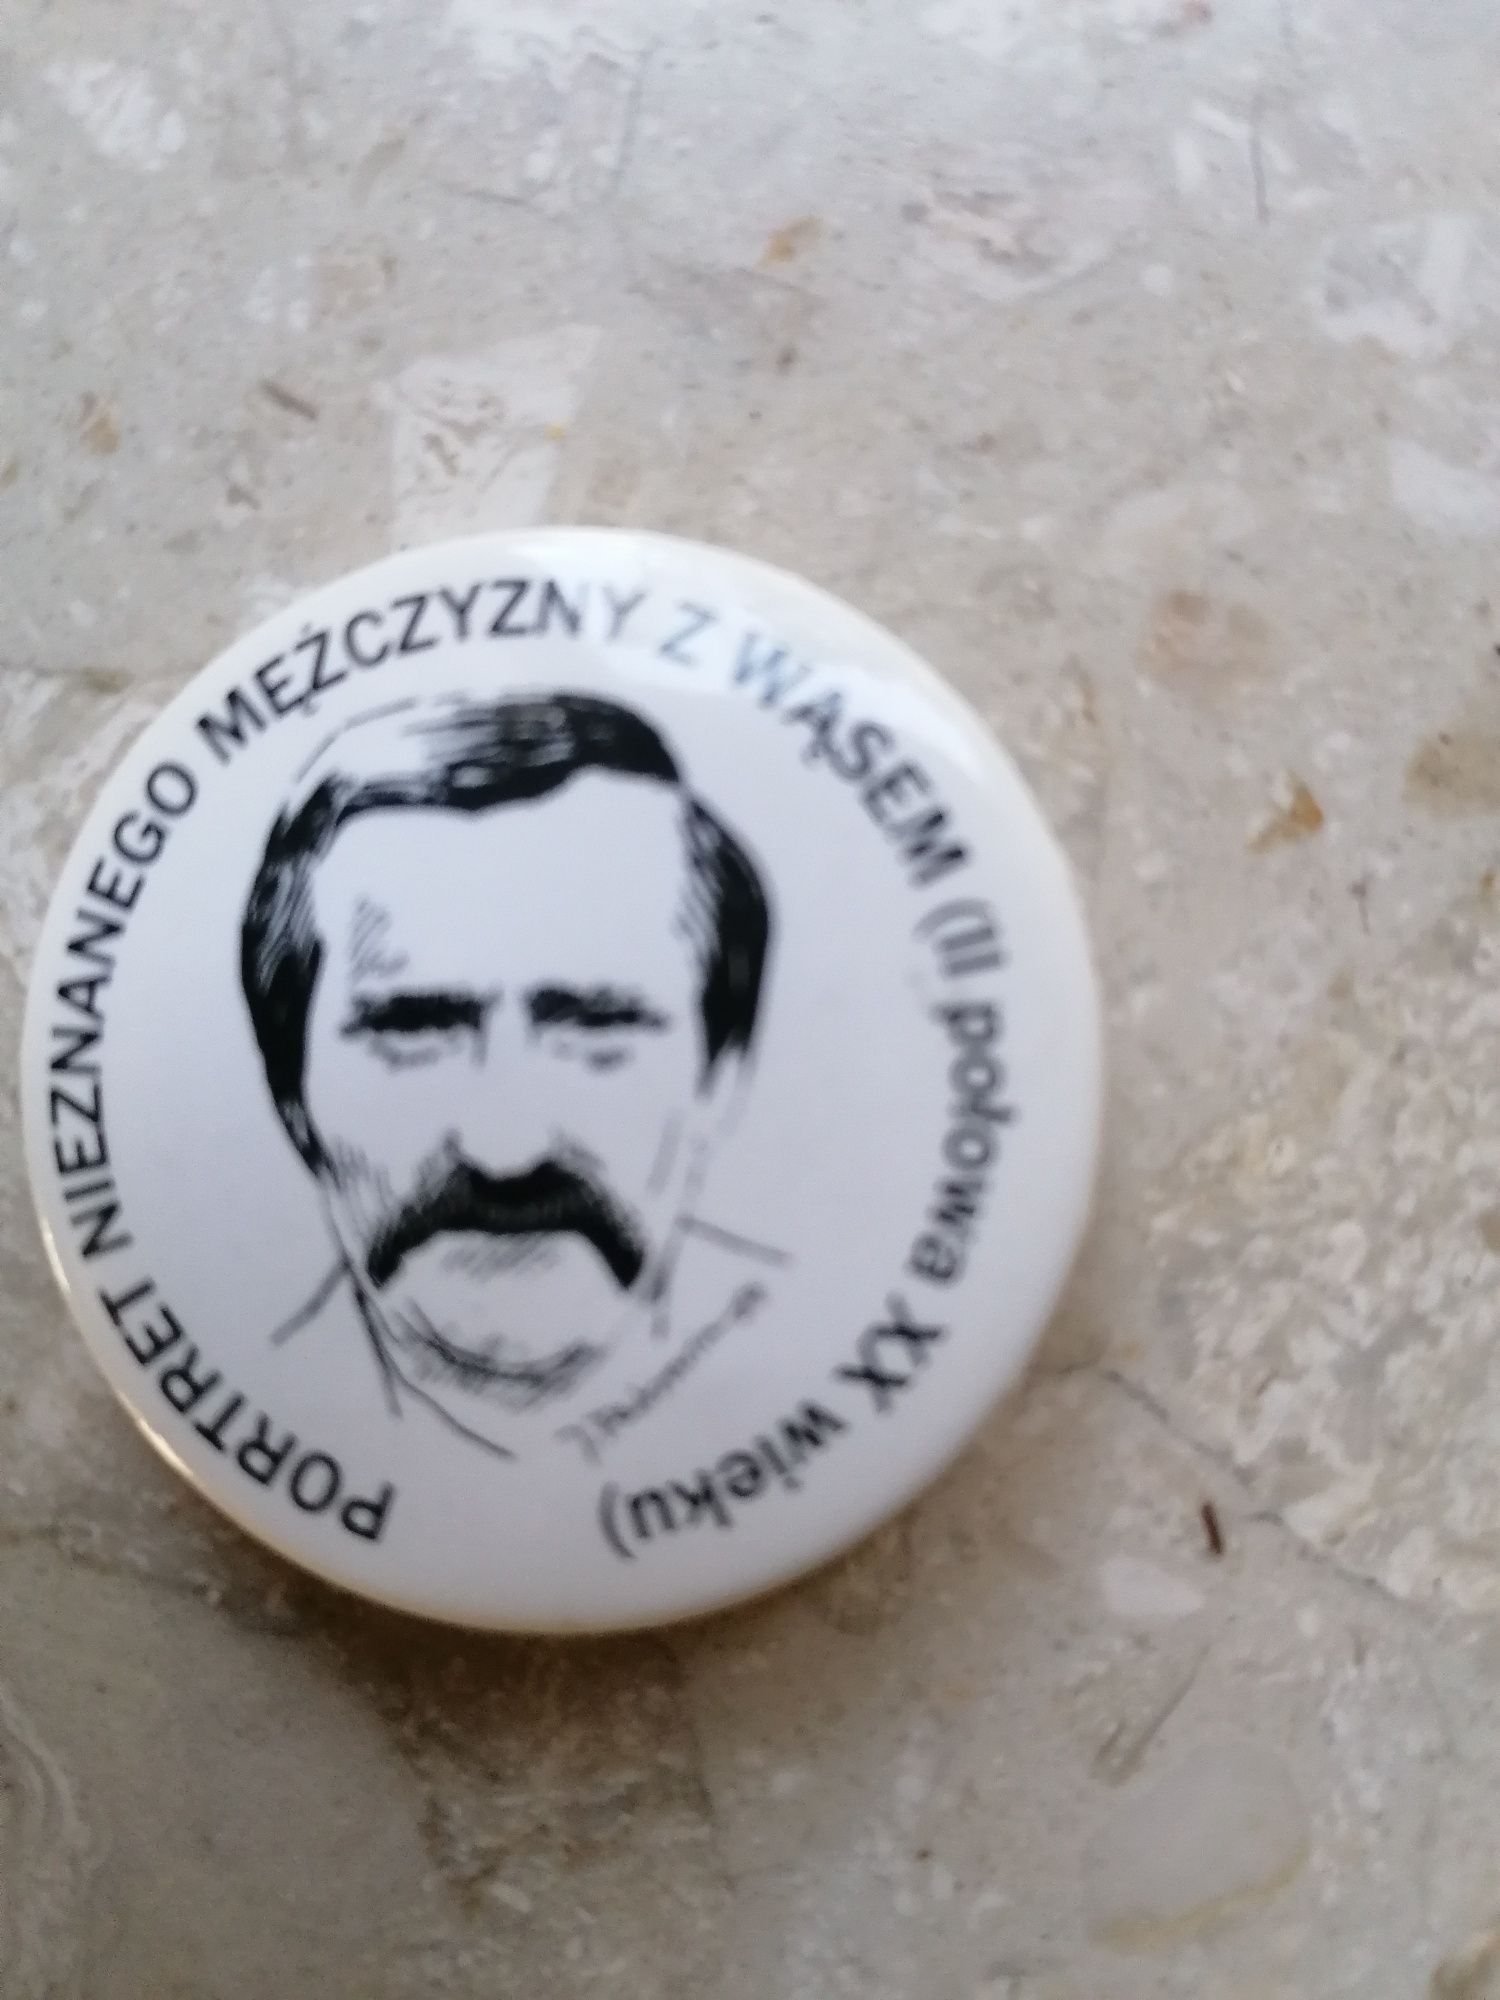 PORTRET NIEZNANEGO MĘŻCZYZNY Z WĄSEM (II połowa XX wieku)